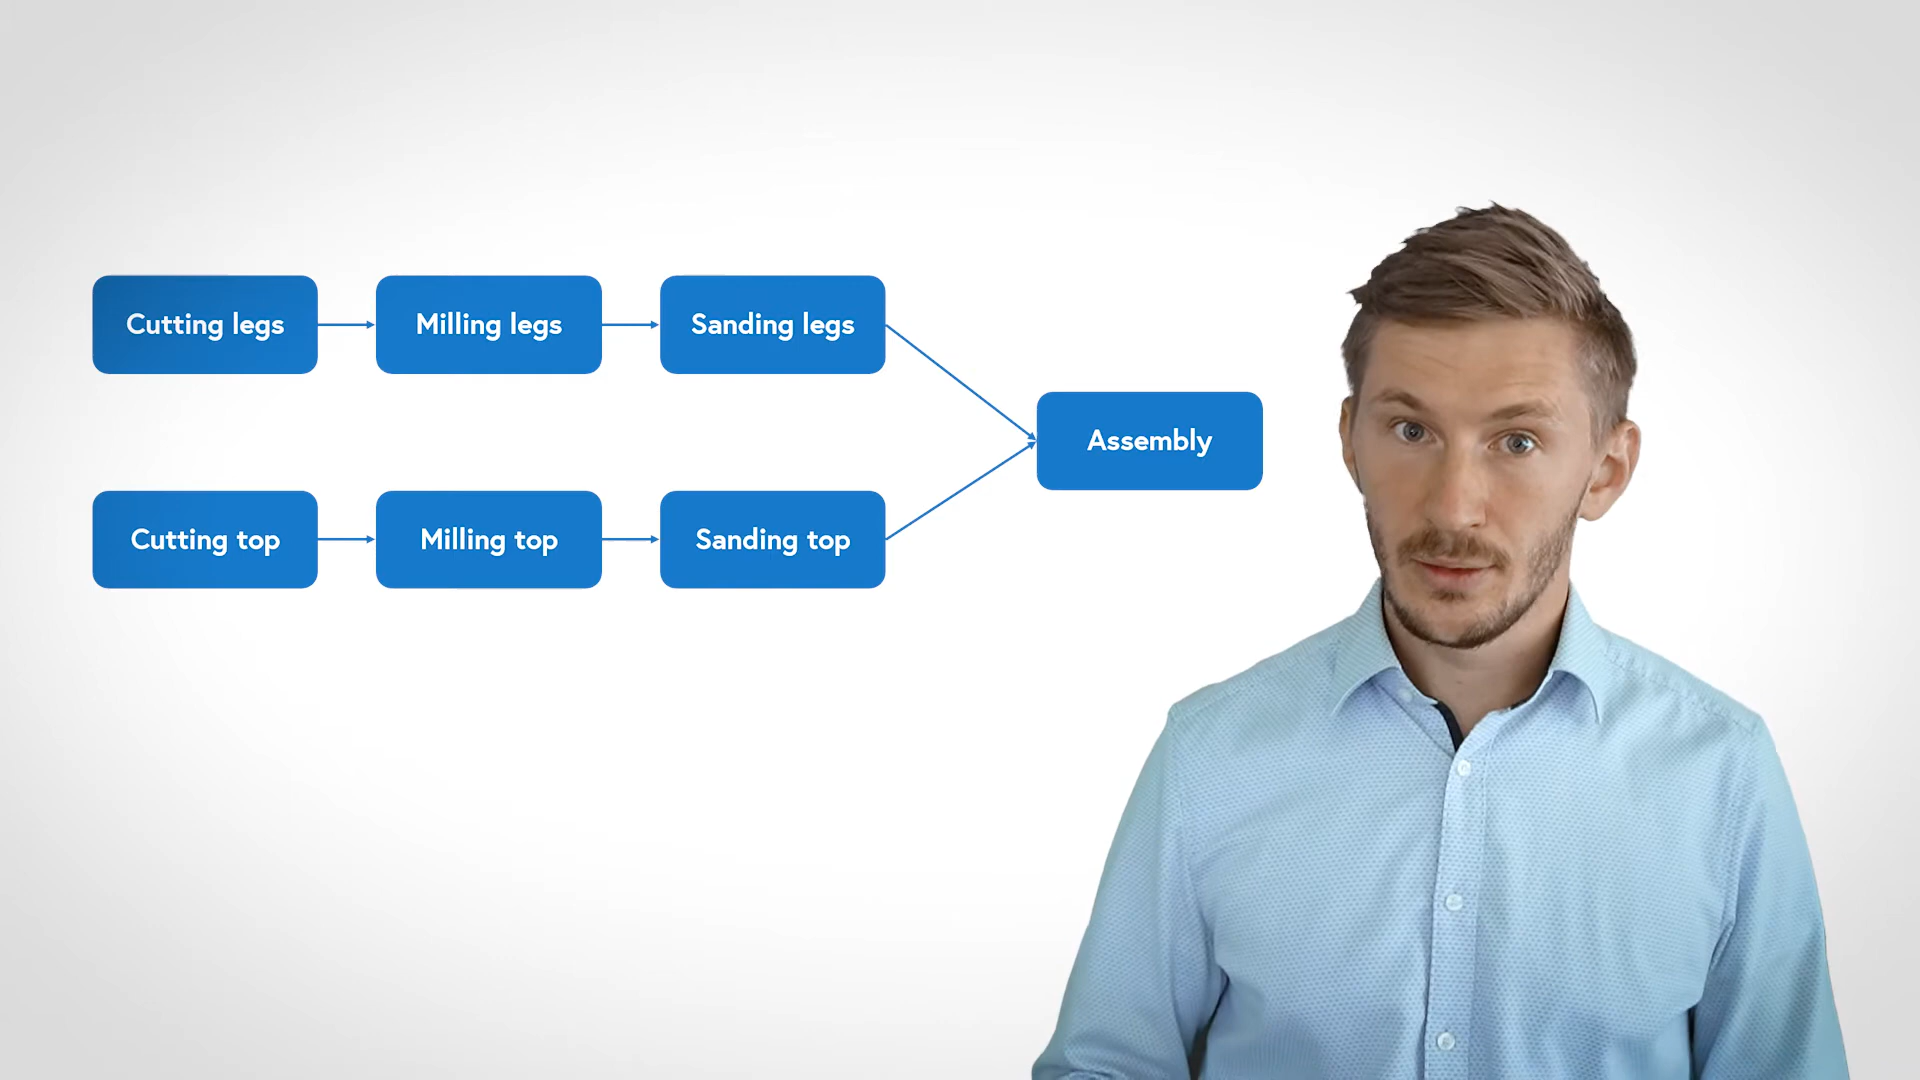 Cutting legs
Milling legs
Sanding legs
Assembly
Cutting top
Milling top
Sanding top